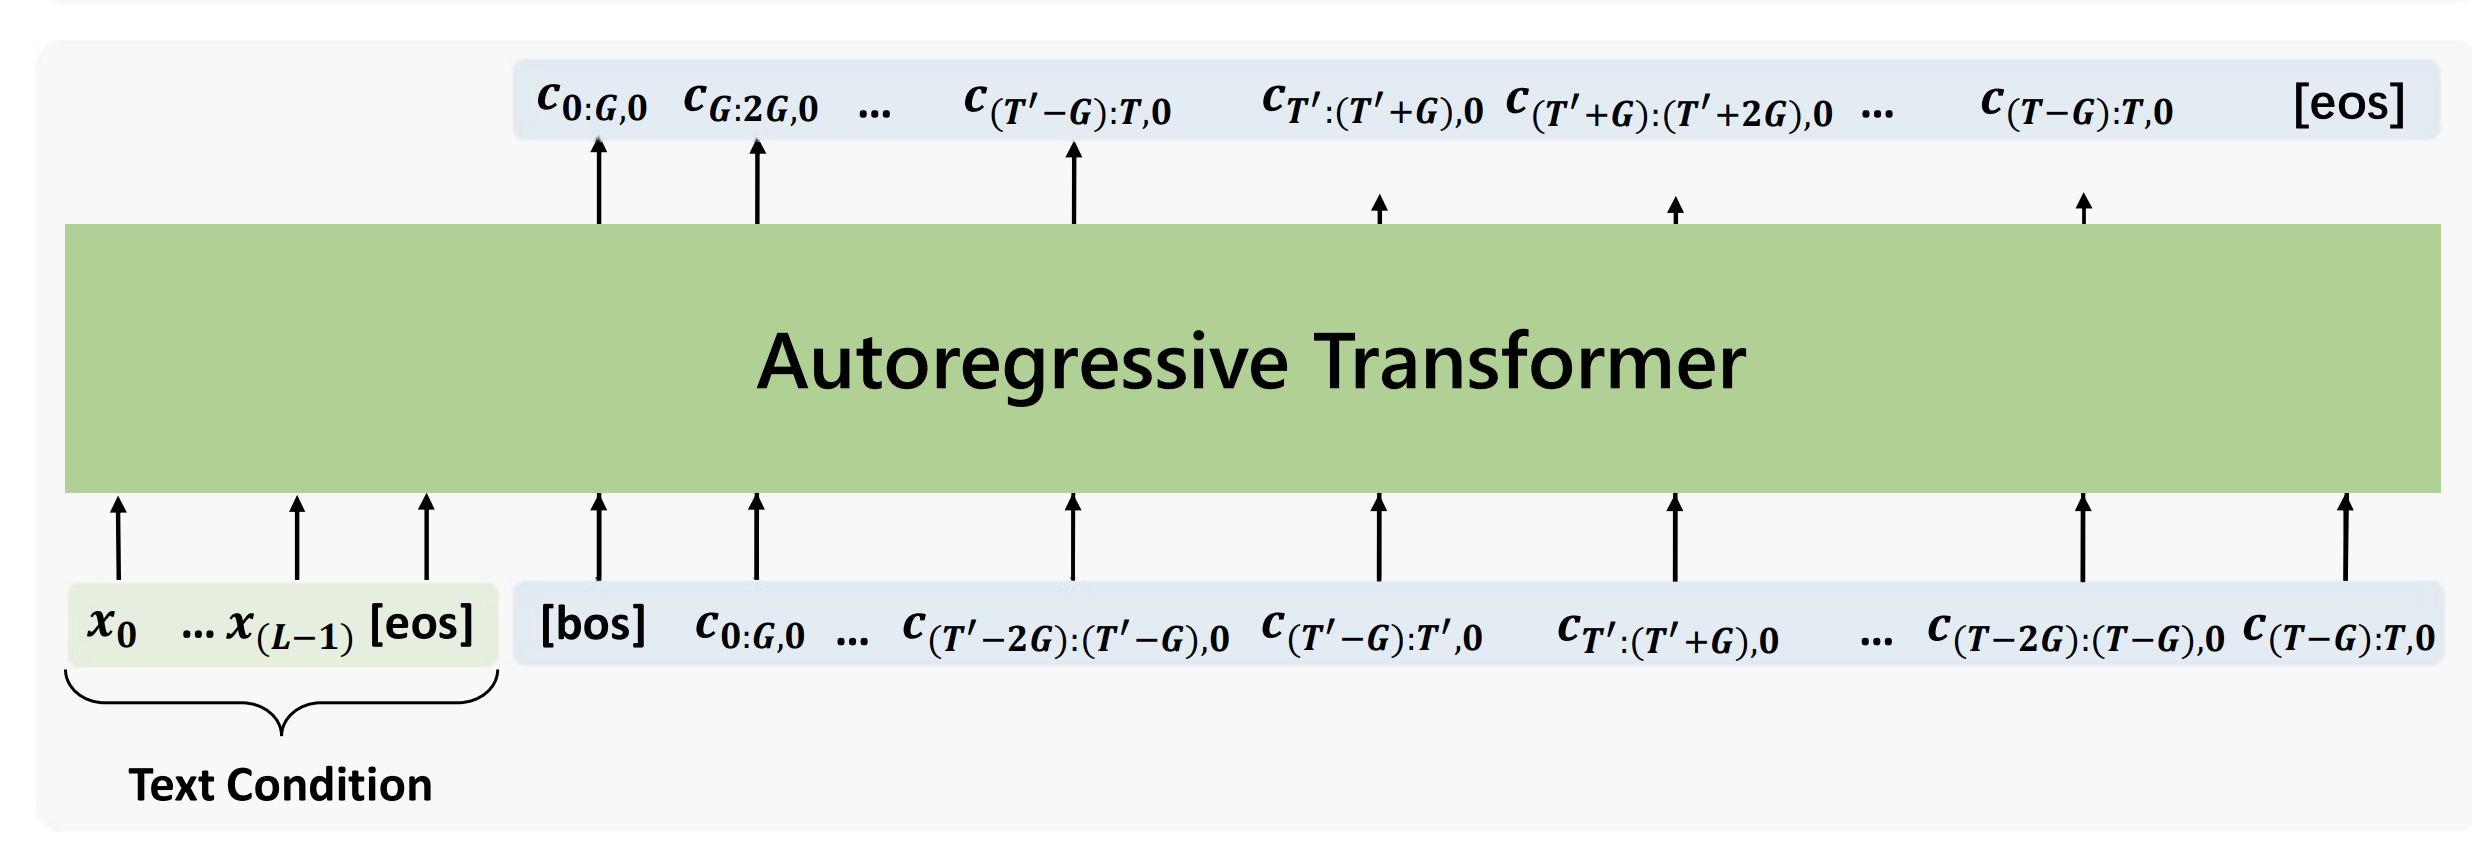 c_{0:G,0} c_{G:2G,0} ... c_{(T'-G):T,0} c_{T':(T'+G),0} c_{(T'+G):(T'+2G),0} ... c_{(T-G):T,0} [eos]
Autoregressive Transformer
x_0 ... x_{(L-1)} [eos] [bos] c_{0:G,0} ... c_{(T'-2G):(T'-G),0} c_{(T'-G):T',0} c_{T':(T'+G),0} ... c_{(T-2G):(T-G),0} c_{(T-G):T,0}
Text Condition